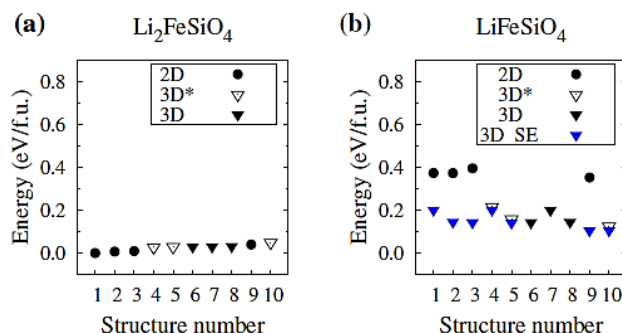 (a) Li₂FeSiO₄
0.8
0.6
0.4
0.2
0.0
Energy (eV/f.u.)
2D
3D*
3D
1 2 3 4 5 6 7 8 9 10
Structure number
(b) LiFeSiO₄
0.8
0.6
0.4
0.2
0.0
Energy (eV/f.u.)
2D
3D*
3D
3D SE
1 2 3 4 5 6 7 8 9 10
Structure number